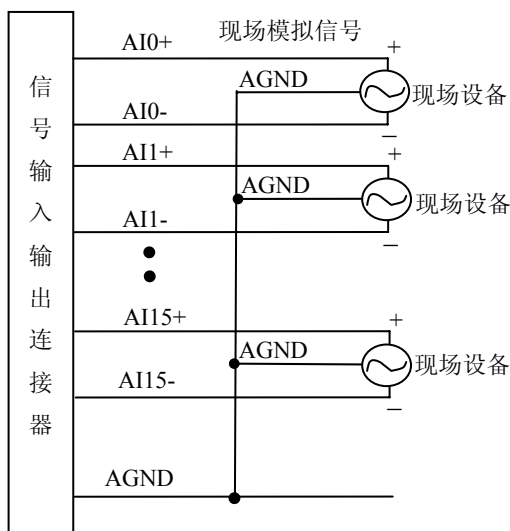 信号输入输出连接器
现场模拟信号
AI0+
+
AGND
现场设备
AI0-
−
AI1+
+
AGND
现场设备
AI1-
−
AI15+
+
AGND
现场设备
AI15-
−
AGND